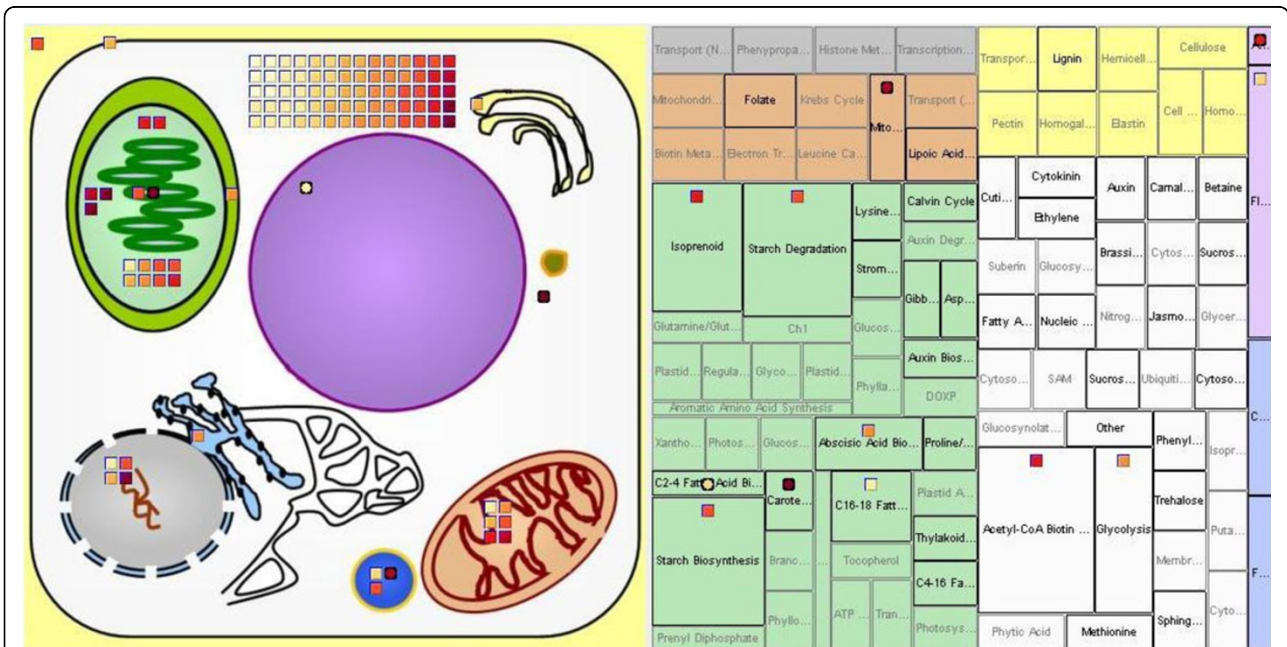 Transport (N... Phenypropa... Histone Met... Transcription...
Transpor... Lignin Hemicell... Cellulose
Mitochondri... Folate Krebs Cycle Mito... Transport (...
Pectin Homogal... Elastin Cell ... Homo...
Biotin Meta... Electron Tr... Leucine Ca... Lipoic Acid...
Isoprenoid Starch Degradation Lysine... Calvin Cycle
Auxin Degr...
Strom...
Gibb... Asp...
Glutamine/Glut... Ch1 Glucos...
Auxin Bios...
Plastid... Regula... Glyco... Plastid... Phylla... DOXP
Aromatic Amino Acid Synthesis
Xantho... Photos... Glucos... Abscisic Acid Bio... Proline/...
C2-4 Fatty Acid Bi... Carote... C16-18 Fatt... Plastid A...
Starch Biosynthesis Branc... Tocopherol Thylakoid...
C4-16 Fa...
Phyllo... ATP ... Tran... Photosys...
Prenyl Diphosphate
Cuti... Cytokinin Auxin Camal... Betaine
Ethylene
Suberin Glucosy... Brassi... Cytos... Sucros...
Fatty A... Nucleic ... Nitrog... Jasmo... Glycer...
Cytoso... SAM Sucros... Ubiquiti... Cytoso...
Glucosynolat... Other Phenyl... Isopr...
Acetyl-CoA Biotin ... Glycolysis Trehalose
Membr... Puta...
Phytic Acid Methionine Sphing... Cyto...
Fl...
C...
F...